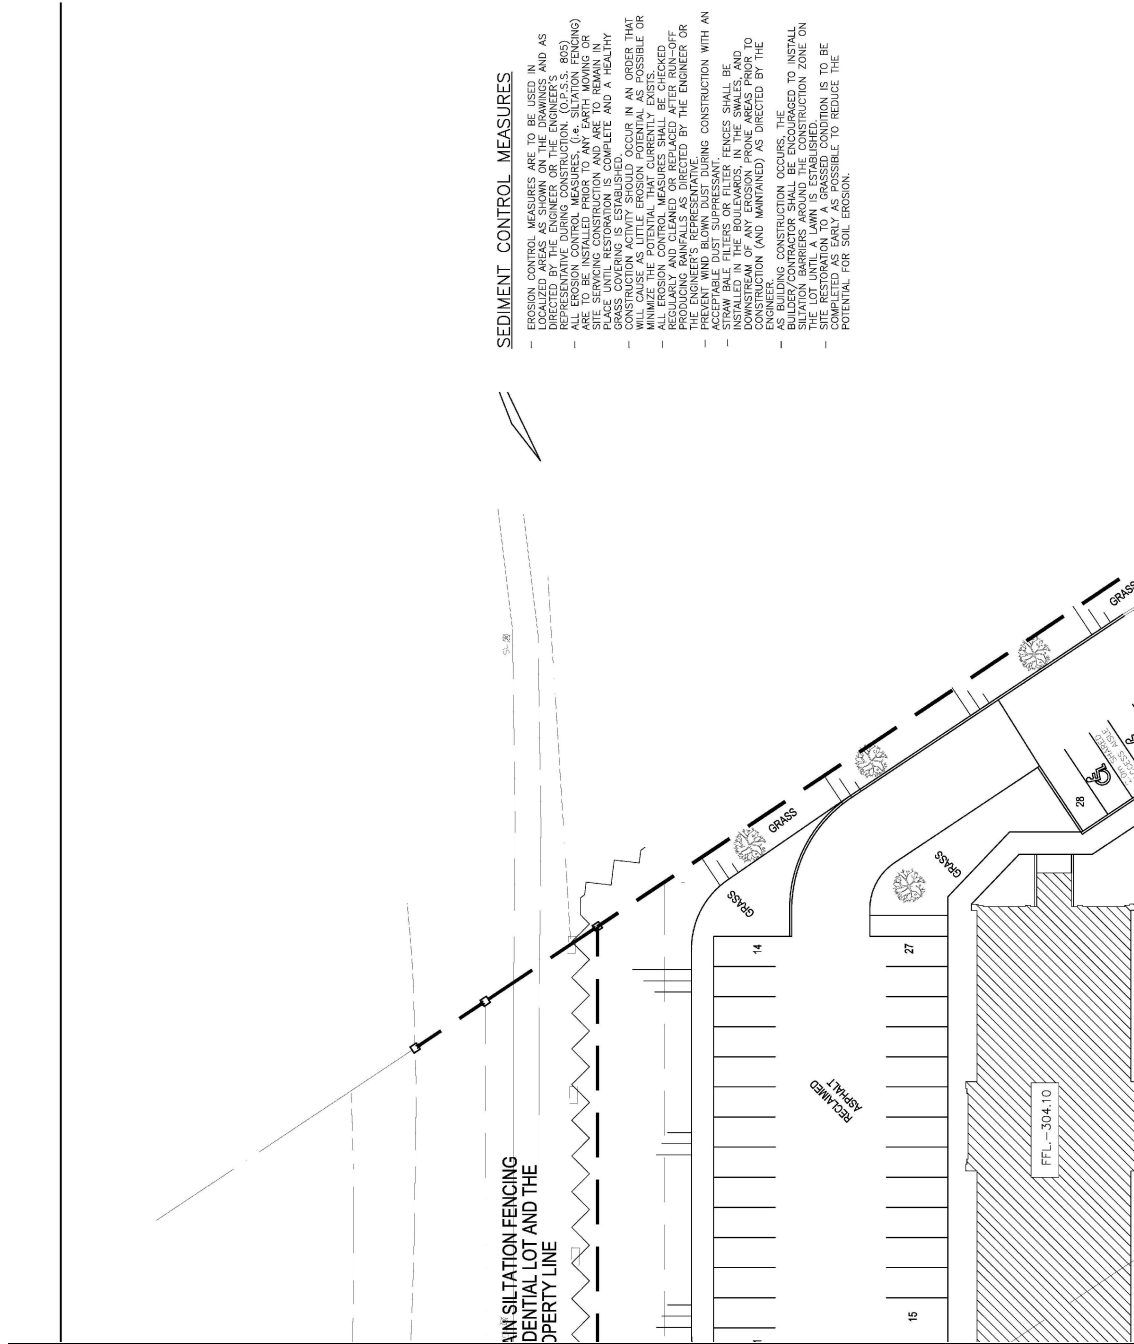 SEDIMENT CONTROL MEASURES
– EROSION CONTROL MEASURES ARE TO BE USED IN
LOCALIZED AREAS AS SHOWN ON THE DRAWINGS AND AS
DIRECTED BY THE ENGINEER OR THE ENGINEER'S
REPRESENTATIVE DURING CONSTRUCTION. (O.P.S.S. 805)
– ALL EROSION CONTROL MEASURES, (i.e. SILTATION FENCING)
ARE TO BE INSTALLED PRIOR TO ANY EARTH MOVING OR
SITE SERVICING CONSTRUCTION AND ARE TO REMAIN IN
PLACE UNTIL RESTORATION IS COMPLETE AND A HEALTHY
GRASS COVERING IS ESTABLISHED.
– CONSTRUCTION ACTIVITY SHOULD OCCUR IN AN ORDER THAT
WILL CAUSE AS LITTLE EROSION POTENTIAL AS POSSIBLE OR
MINIMIZE THE POTENTIAL THAT CURRENTLY EXISTS.
– ALL EROSION CONTROL MEASURES SHALL BE CHECKED
REGULARLY AND CLEANED OR REPLACED AFTER RUN-OFF
PRODUCING RAINFALLS AS DIRECTED BY THE ENGINEER OR
THE ENGINEER'S REPRESENTATIVE.
– PREVENT WIND BLOWN DUST DURING CONSTRUCTION WITH AN
ACCEPTABLE DUST SUPPRESSANT.
– STRAW BALE FILTERS OR FILTER FENCES SHALL BE
INSTALLED IN THE BOULEVARDS, IN THE SWALES, AND
DOWNSTREAM OF ANY EROSION PRONE AREAS PRIOR TO
CONSTRUCTION (AND MAINTAINED) AS DIRECTED BY THE
ENGINEER.
– AS BUILDING CONSTRUCTION OCCURS, THE
BUILDER/CONTRACTOR SHALL BE ENCOURAGED TO INSTALL
SILTATION BARRIERS AROUND THE CONSTRUCTION ZONE ON
THE LOT UNTIL A LAWN IS ESTABLISHED.
– SITE RESTORATION TO A GRASSED CONDITION IS TO BE
COMPLETED AS EARLY AS POSSIBLE TO REDUCE THE
POTENTIAL FOR SOIL EROSION.
GRASS
GRASS
GRASS
GRASS
SHARED
AISLE
28
14
27
RECLAIMED
ASPHALT
FFL.-304.10
15
SILTATION FENCING
LOT AND THE
LINE